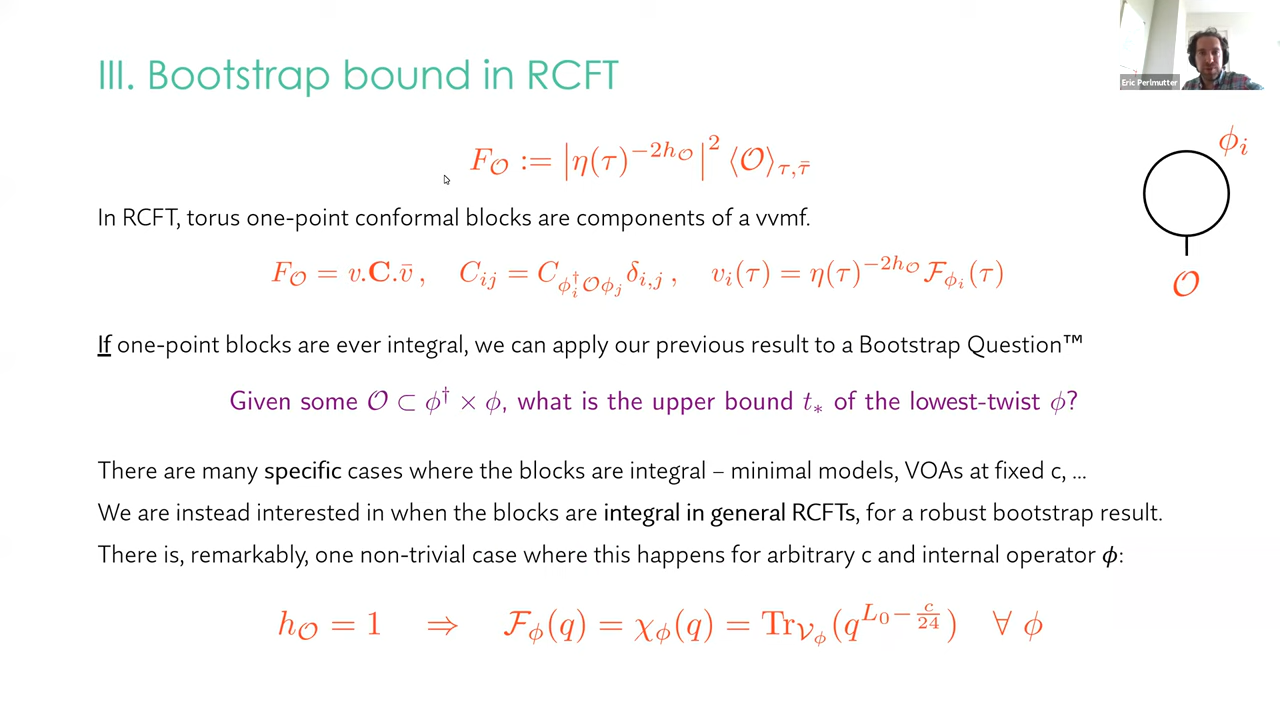 III. Bootstrap bound in RCFT
Eric Perlmutter
F_𝒪 := |η(τ)^{-2h_𝒪}|^2 ⟨𝒪⟩_{τ,τ̄}
ϕ_i
𝒪
In RCFT, torus one-point conformal blocks are components of a vvmf.
F_𝒪 = v.C.v̄ , C_{ij} = C_{ϕ_i^†𝒪ϕ_j} δ_{i,j} , v_i(τ) = η(τ)^{-2h_𝒪} ℱ_{ϕ_i}(τ)
If one-point blocks are ever integral, we can apply our previous result to a Bootstrap Question™
Given some 𝒪 ⊂ ϕ^† × ϕ, what is the upper bound t_* of the lowest-twist ϕ?
There are many specific cases where the blocks are integral – minimal models, VOAs at fixed c, ...
We are instead interested in when the blocks are integral in general RCFTs, for a robust bootstrap result.
There is, remarkably, one non-trivial case where this happens for arbitrary c and internal operator ϕ:
h_𝒪 = 1 ⇒ ℱ_ϕ(q) = χ_ϕ(q) = Tr_{𝒱_ϕ}(q^{L_0 - c/24}) ∀ ϕ